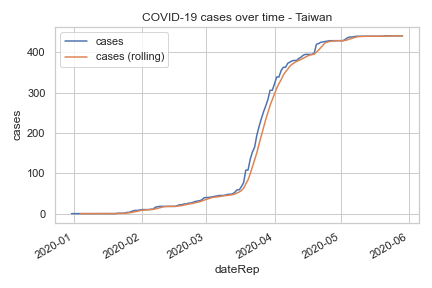 COVID-19 cases over time - Taiwan
cases
cases (rolling)
400
300
200
100
0
cases
2020-01
2020-02
2020-03
2020-04
2020-05
2020-06
dateRep